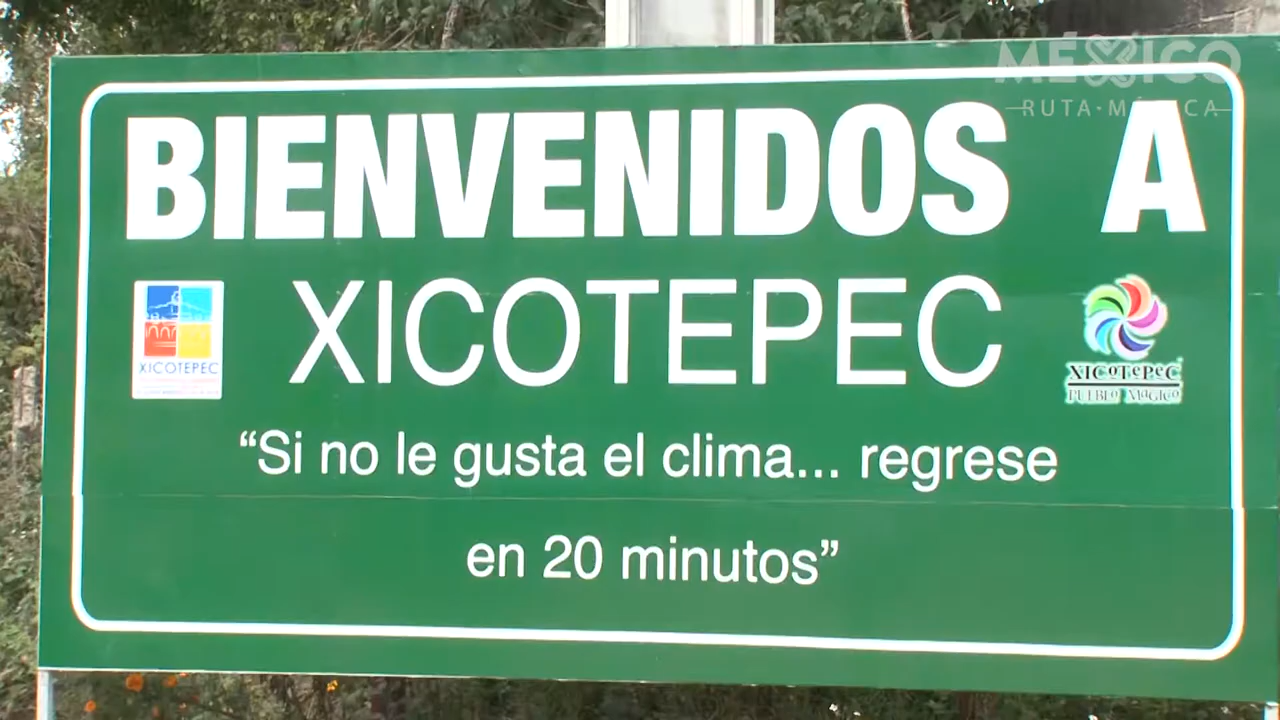 MÉXICO
RUTA·MÁGICA
BIENVENIDOS A
XICOTEPEC
XICOTEPEC
XICOTEPEC
PUEBLO MÁGICO
“Si no le gusta el clima... regrese
en 20 minutos”